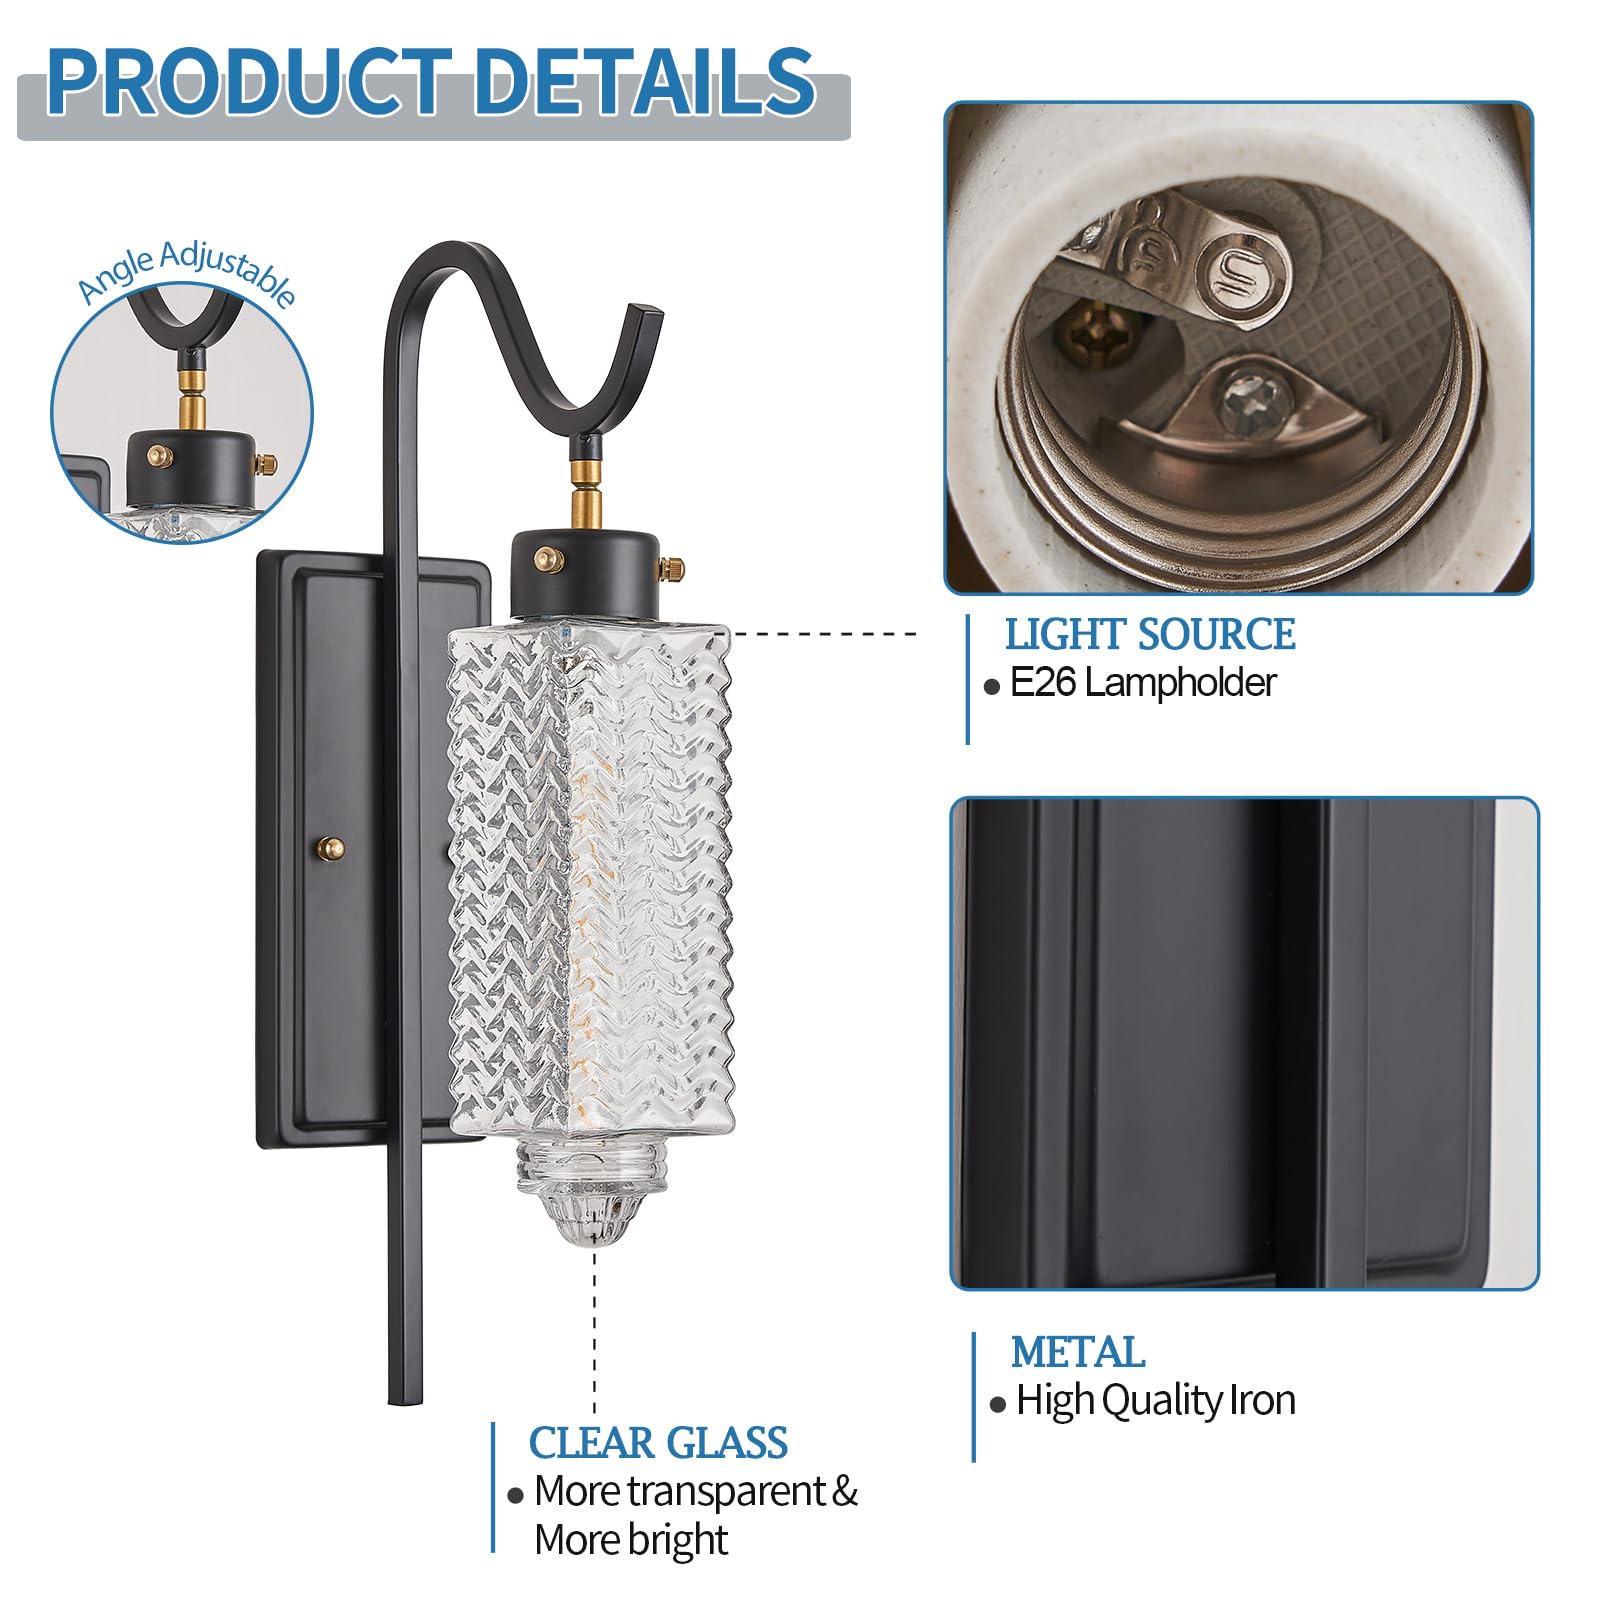 PRODUCT DETAILS
Angle Adjustable
LIGHT SOURCE
E26 Lampholder
METAL
High Quality Iron
CLEAR GLASS
More transparent &
More bright